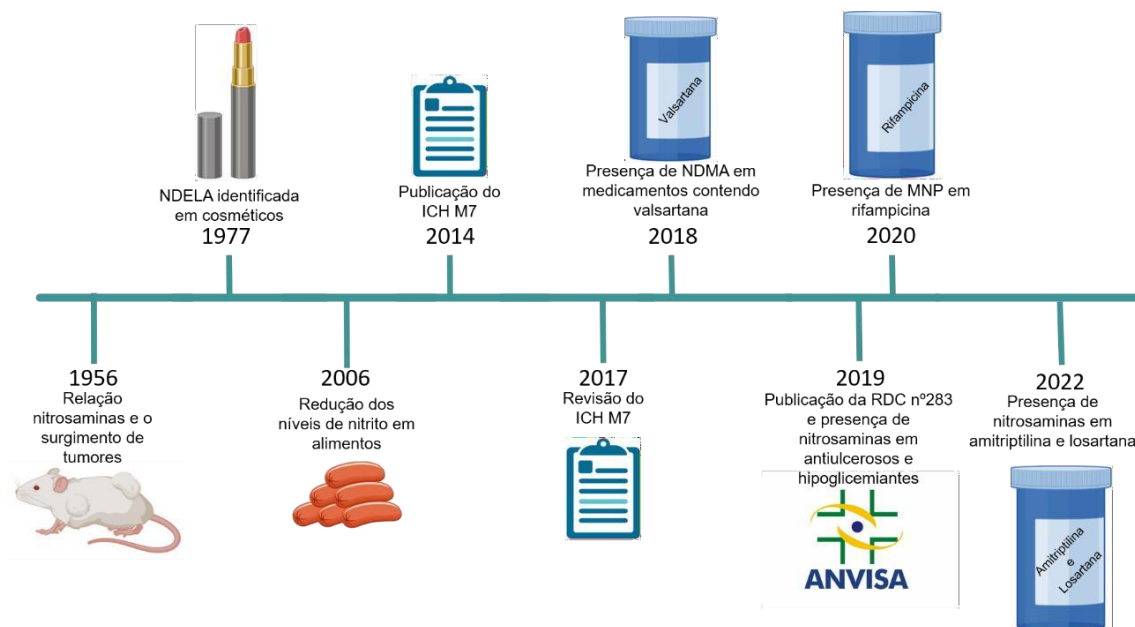 NDELA identificada
em cosméticos
1977
Publicação do
ICH M7
2014
Valsartana
Presença de NDMA em
medicamentos contendo
valsartana
2018
Rifampicina
Presença de MNP em
rifampicina
2020
1956
Relação
nitrosaminas e o
surgimento de
tumores
2006
Redução dos
níveis de nitrito em
alimentos
2017
Revisão do
ICH M7
2019
Publicação da RDC nº283
e presença de
nitrosaminas em
antiulcerosos e
hipoglicemiantes
ANVISA
2022
Presença de
nitrosaminas em
amitriptilina e losartana
Amitriptilina
e
Losartana